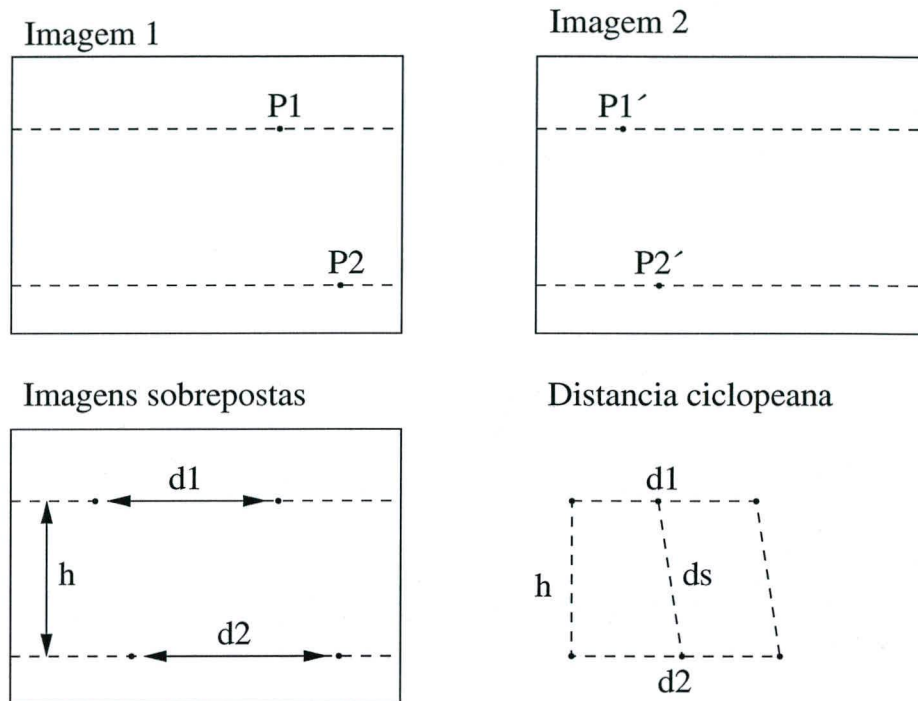 Imagem 1
Imagem 2
P1
P1´
P2
P2´
Imagens sobrepostas
Distancia ciclopeana
d1
h
d2
d1
h
ds
d2